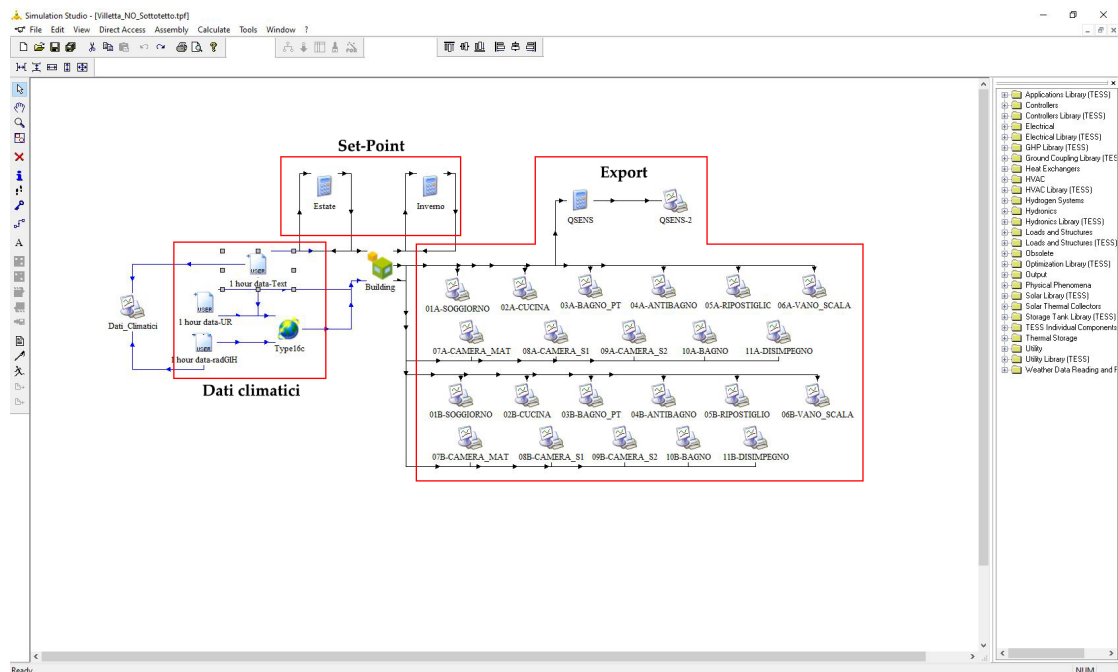 Simulation Studio - [Villetta_NO_Sottotetto.tpf]
File Edit View Direct Access Assembly Calculate Tools Window ?
Set-Point
Estate
Inverno
Export
QSENS
QSENS-2
Building
1 hour data-Text
1 hour data-UR
1 hour data-radGIH
Type16c
Dati_Climatici
Dati climatici
01A-SOGGIORNO 02A-CUCINA 03A-BAGNO_PT 04A-ANTIBAGNO 05A-RIPOSTIGLIC 06A-VANO_SCALA
07A-CAMERA_MAT 08A-CAMERA_S1 09A-CAMERA_S2 10A-BAGNO 11A-DISIMPEGNO
01B-SOGGIORNO 02B-CUCINA 03B-BAGNO_PT 04B-ANTIBAGNO 05B-RIPOSTIGLIO 06B-VANO_SCALA
07B-CAMERA_MAT 08B-CAMERA_S1 09B-CAMERA_S2 10B-BAGNO 11B-DISIMPEGNO
Applications Library (TESS)
Controllers
Controllers Library (TESS)
Electrical
Electrical Library (TESS)
GHP Library (TESS)
Ground Coupling Library (TES
Heat Exchangers
HVAC
HVAC Library (TESS)
Hydrogen Systems
Hydronics
Hydronics Library (TESS)
Loads and Structures
Loads and Structures (TESS)
Obsolete
Optimization Library (TESS)
Output
Physical Phenomena
Solar Library (TESS)
Solar Thermal Collectors
Storage Tank Library (TESS)
TESS Individual Components
Thermal Storage
Utility
Utility Library (TESS)
Weather Data Reading and F
Ready
NUM